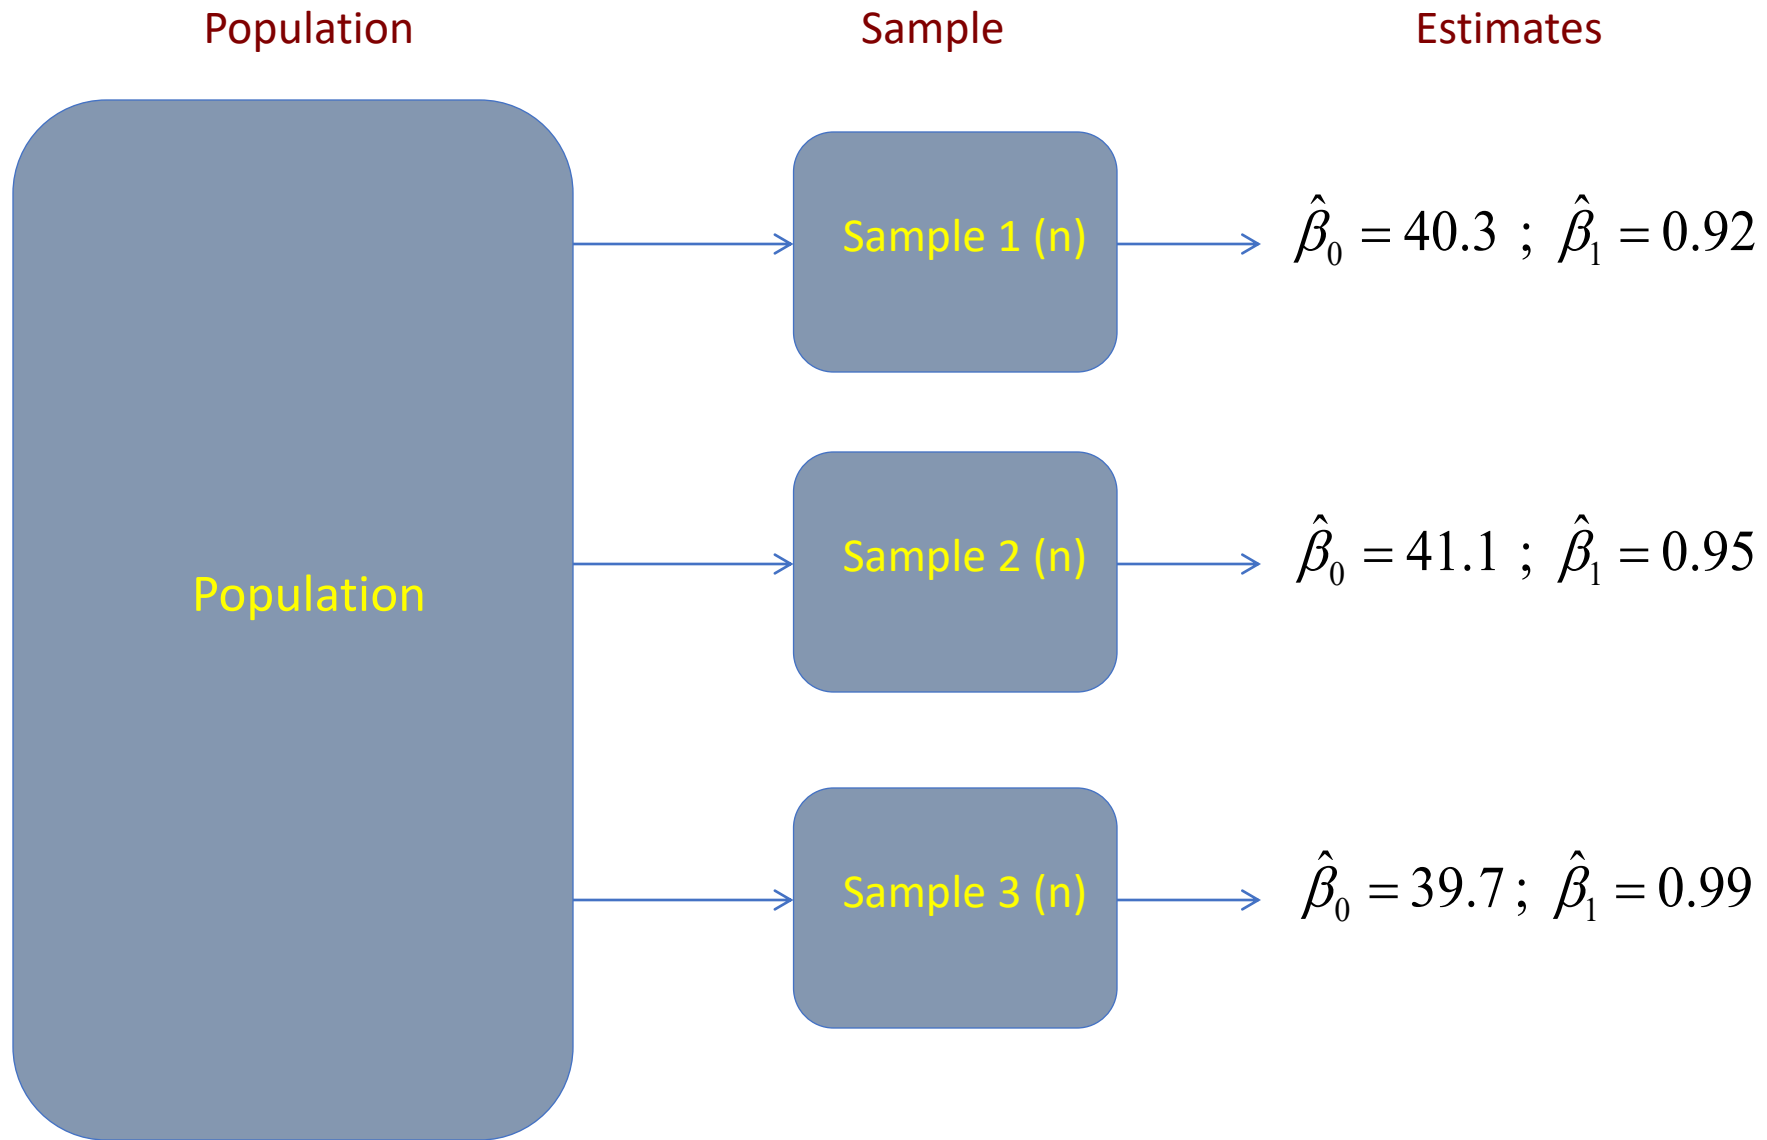 Population Sample Estimates
Sample 1 (n) β̂₀ = 40.3 ; β̂₁ = 0.92
Sample 2 (n) β̂₀ = 41.1 ; β̂₁ = 0.95
Population
Sample 3 (n) β̂₀ = 39.7 ; β̂₁ = 0.99